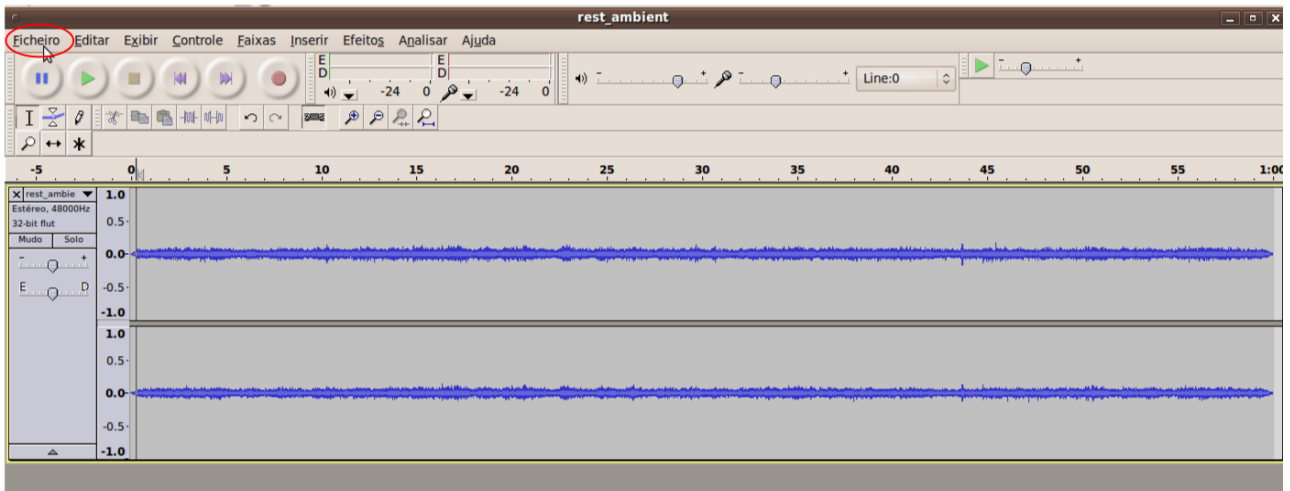 rest_ambient
Ficheiro Editar Exibir Controle Faixas Inserir Efeitos Analisar Ajuda
E E
D D
-24 0 -24 0
- + - + Line:0 - +
-5 0 5 10 15 20 25 30 35 40 45 50 55 1:00
X rest_ambie 1.0
Estéreo, 48000Hz
32-bit flut 0.5
Mudo Solo
- + 0.0
E D -0.5
-1.0
1.0
0.5
0.0
-0.5
-1.0